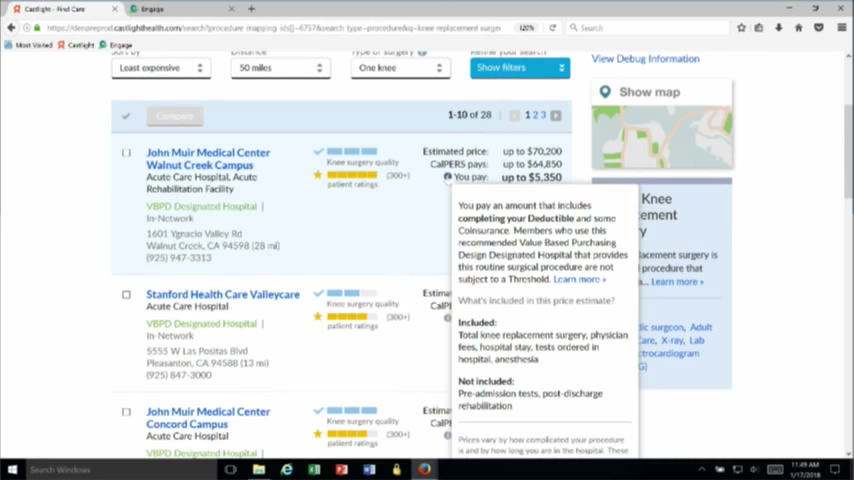 Castlight - Find Care
Engage
https://demopreprod.castlighthealth.com/search?procedure_mapping_ids[]=6757&search_type=procedure&q=knee replacement surger
120%
Search
Most Visited
Castlight
Engage
Sort by
Distance
Type of surgery
Refine your search
Least expensive
50 miles
One knee
Show filters
View Debug Information
Compare
1-10 of 28
1 2 3
Show map
John Muir Medical Center
Walnut Creek Campus
Acute Care Hospital, Acute
Rehabilitation Facility
VBPD Designated Hospital |
In-Network
1601 Ygnacio Valley Rd
Walnut Creek, CA 94598 (28 mi)
(925) 947-3313
Knee surgery quality
(300+)
patient ratings
Estimated price: up to $70,200
CalPERS pays: up to $64,850
You pay: up to $5,350
You pay an amount that includes
completing your Deductible and some
Coinsurance. Members who use this
recommended Value Based Purchasing
Design Designated Hospital that provides
this routine surgical procedure are not
subject to a Threshold. Learn more »
What's included in this price estimate?
Included:
Total knee replacement surgery, physician
fees, hospital stay, tests ordered in
hospital, anesthesia
Not included:
Pre-admission tests, post-discharge
rehabilitation
Prices vary by how complicated your procedure
is and by how long you are in the hospital. These
Knee
cement
y
lacement surgery is
l procedure that
a... Learn more »
dic surgeon, Adult
Care, X-ray, Lab
ctrocardiogram
G)
Stanford Health Care Valleycare
Acute Care Hospital
VBPD Designated Hospital |
In-Network
5555 W Las Positas Blvd
Pleasanton, CA 94588 (13 mi)
(925) 847-3000
Knee surgery quality
(300+)
patient ratings
Estima
CalPE
John Muir Medical Center
Concord Campus
Acute Care Hospital
VBPD Designated Hospital |
Knee surgery quality
(300+)
patient ratings
Estima
CalPE
Search Windows
11:49 AM
1/17/2018